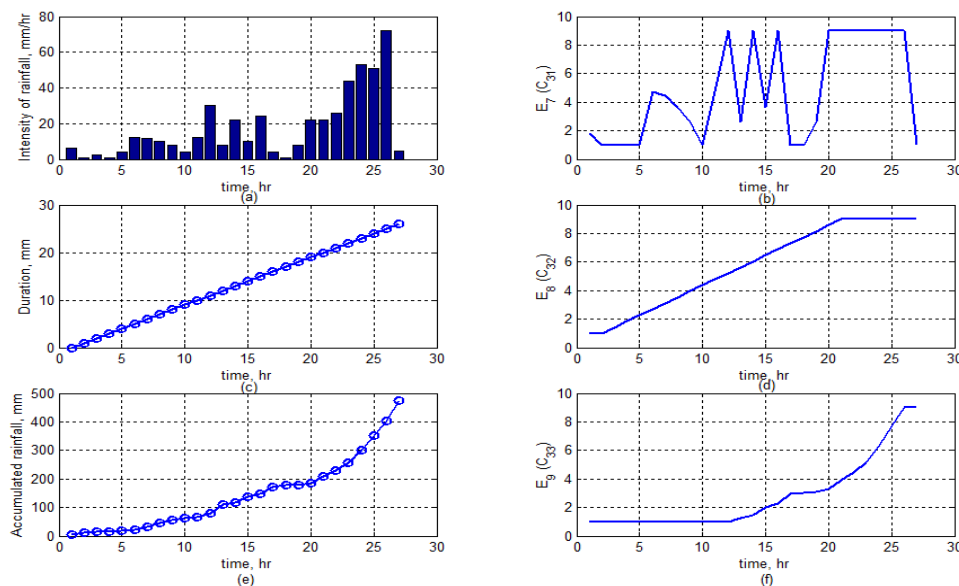 Intensity of rainfall, mm/hr
80
60
40
20
0
0 5 10 15 20 25 30
time, hr
(a)
E7 (C31)
10
8
6
4
2
0
0 5 10 15 20 25 30
time, hr
(b)
Duration, mm
30
20
10
0
0 5 10 15 20 25 30
time, hr
(c)
E8 (C32)
10
8
6
4
2
0
0 5 10 15 20 25 30
time, hr
(d)
Accumulated rainfall, mm
500
400
300
200
100
0
0 5 10 15 20 25 30
time, hr
(e)
E9 (C33)
10
8
6
4
2
0
0 5 10 15 20 25 30
time, hr
(f)